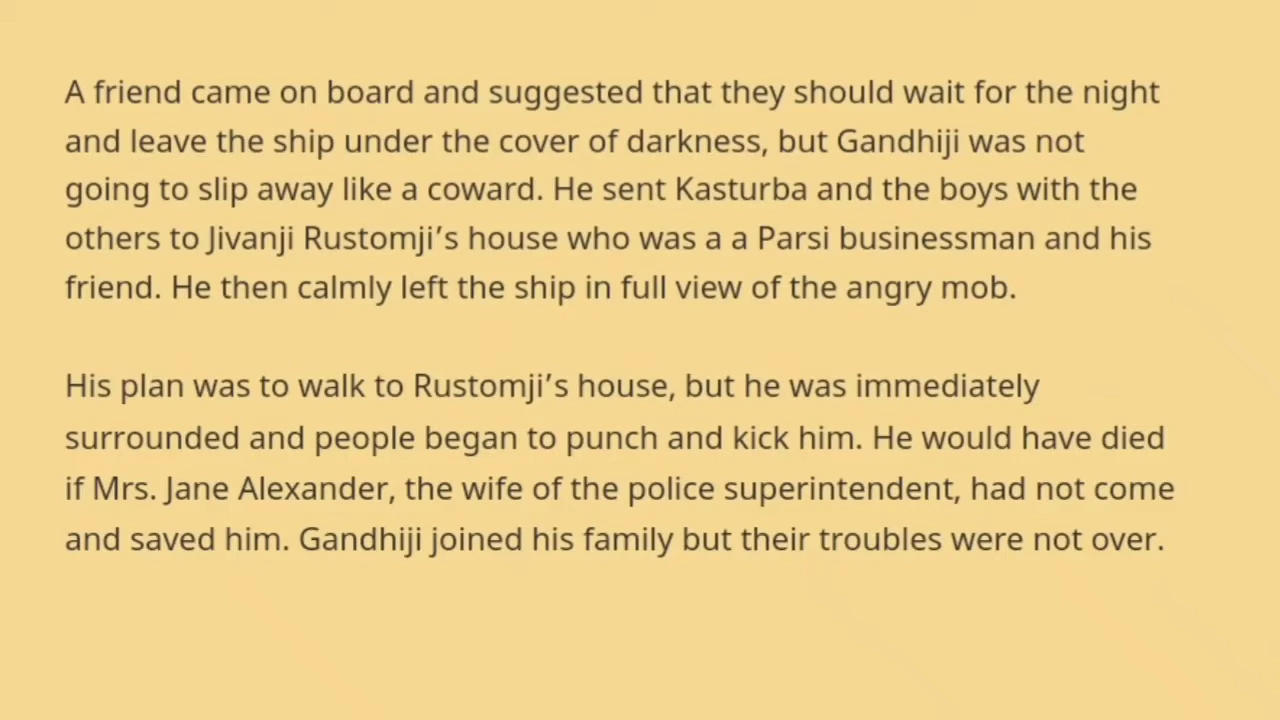 A friend came on board and suggested that they should wait for the night
and leave the ship under the cover of darkness, but Gandhiji was not
going to slip away like a coward. He sent Kasturba and the boys with the
others to Jivanji Rustomji’s house who was a a Parsi businessman and his
friend. He then calmly left the ship in full view of the angry mob.
His plan was to walk to Rustomji’s house, but he was immediately
surrounded and people began to punch and kick him. He would have died
if Mrs. Jane Alexander, the wife of the police superintendent, had not come
and saved him. Gandhiji joined his family but their troubles were not over.